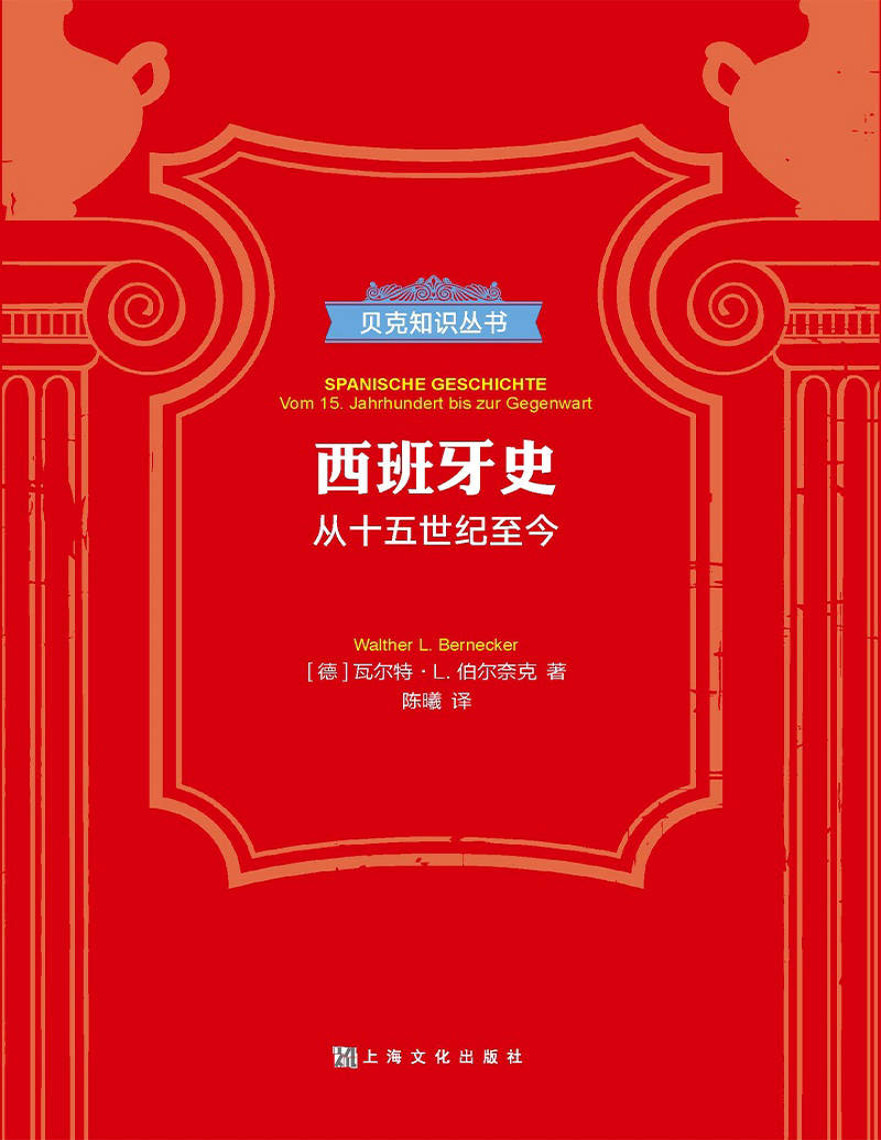 贝克知识丛书
SPANISCHE GESCHICHTE
Vom 15. Jahrhundert bis zur Gegenwart
西班牙史
从十五世纪至今
Walther L. Bernecker
[德]瓦尔特·L.伯尔奈克 著
陈曦 译
上海文化出版社